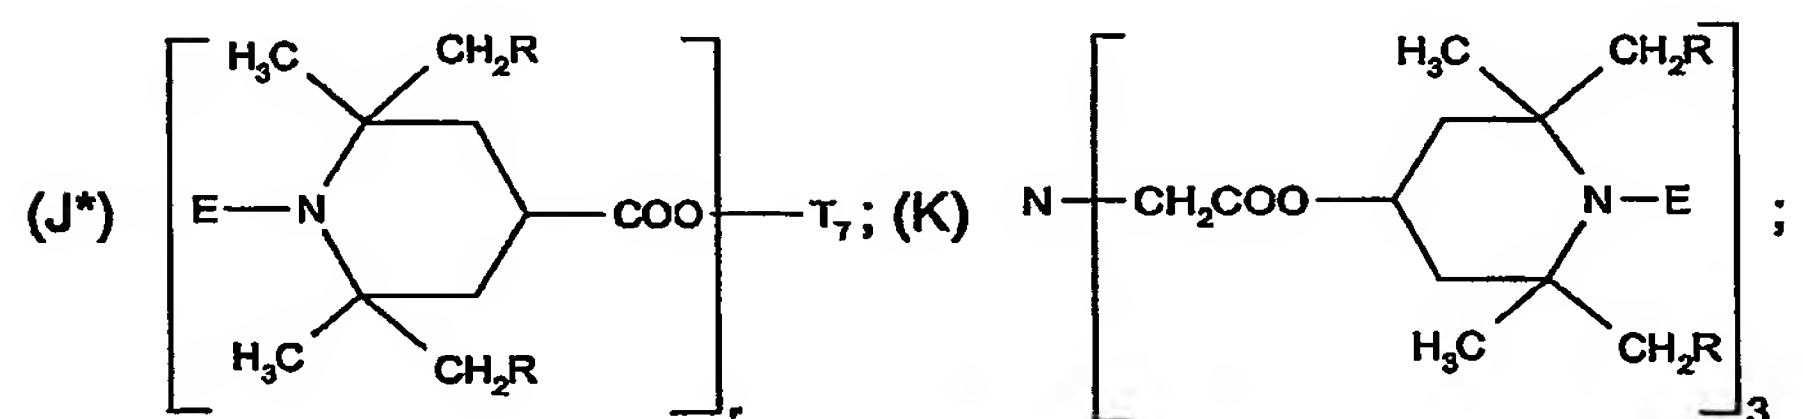 H₃C CH₂R H₃C CH₂R
(J*) E N COO T₇; (K) N CH₂COO N E ;
H₃C CH₂R H₃C CH₂R
r 3